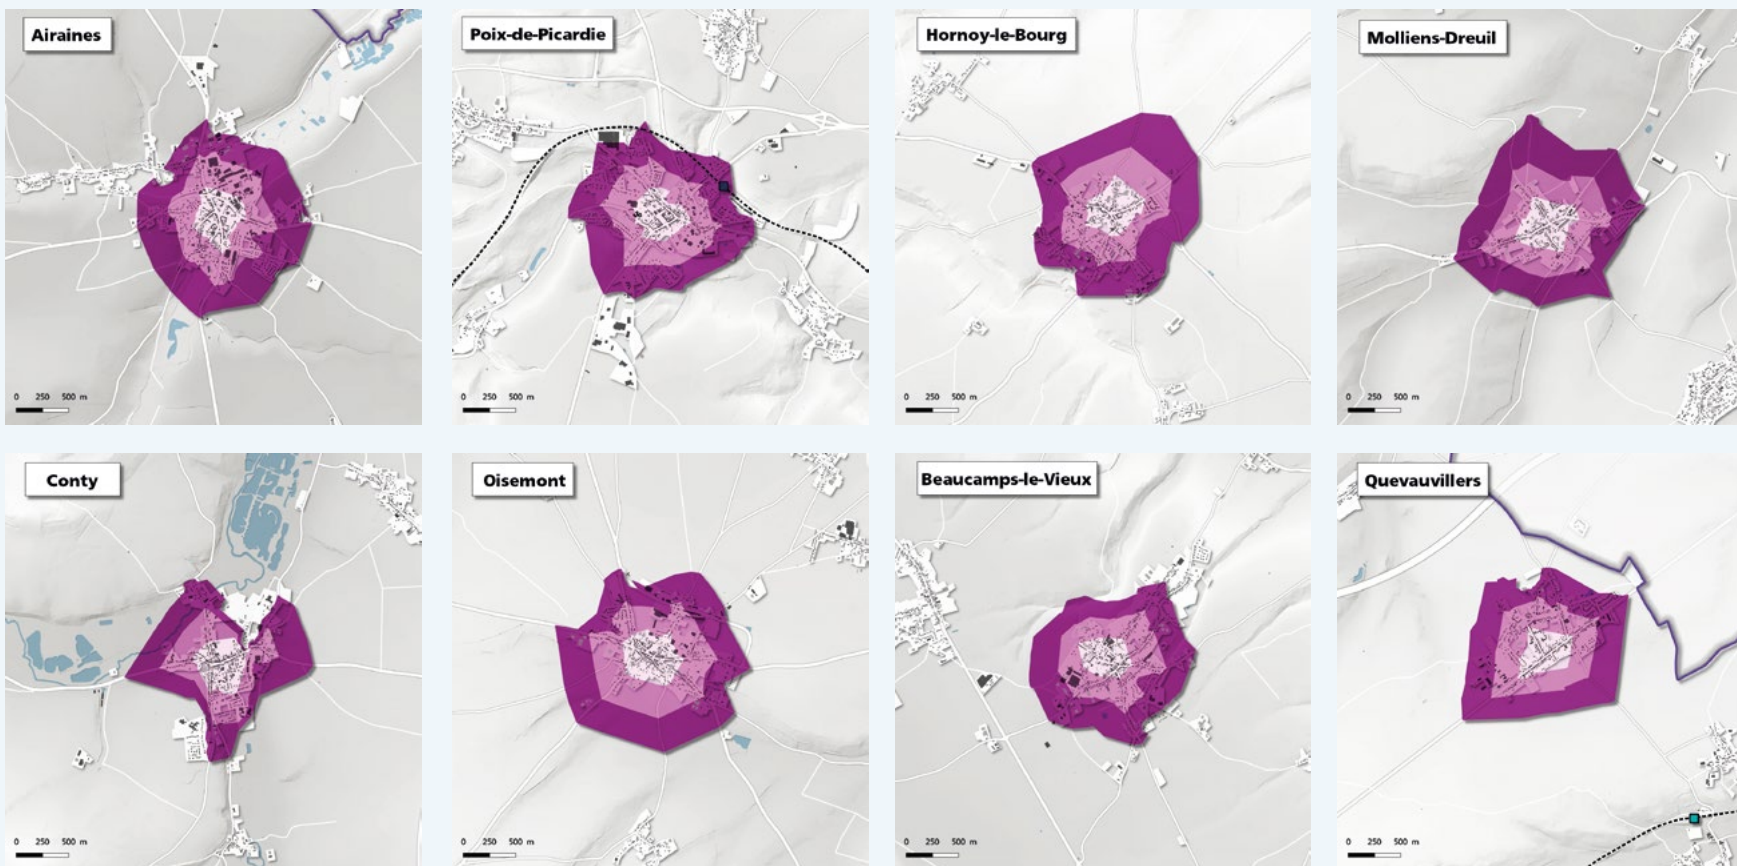 Airaines
Poix-de-Picardie
Hornoy-le-Bourg
Molliens-Dreuil
0 250 500 m
0 250 500 m
0 250 500 m
0 250 500 m
Conty
Oisemont
Beaucamps-le-Vieux
Quevauvillers
0 250 500 m
0 250 500 m
0 250 500 m
0 250 500 m